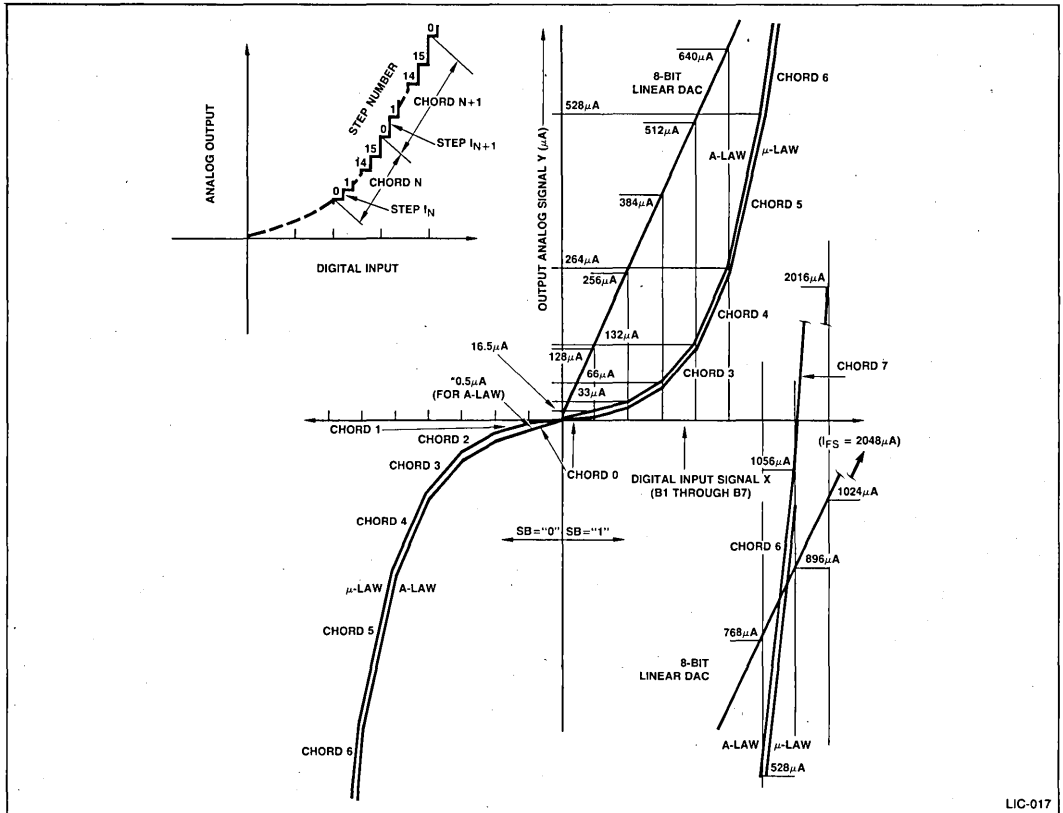 ANALOG OUTPUT
DIGITAL INPUT
STEP NUMBER
0
15
14
1
0
15
14
1
0
CHORD N+1
STEP I_{N+1}
CHORD N
STEP I_N
OUTPUT ANALOG SIGNAL Y (μA)
640μA
8-BIT
LINEAR DAC
528μA
512μA
384μA
264μA
256μA
132μA
128μA
16.5μA
66μA
33μA
*0.5μA
(FOR A-LAW)
CHORD 6
A-LAW
μ-LAW
CHORD 5
CHORD 4
CHORD 3
2016μA
CHORD 7
CHORD 1
CHORD 2
CHORD 3
CHORD 0
DIGITAL INPUT SIGNAL X
(B1 THROUGH B7)
(I_{FS} = 2048μA)
1056μA
1024μA
CHORD 4
SB="0"
SB="1"
CHORD 6
896μA
μ-LAW
A-LAW
CHORD 5
768μA
8-BIT
LINEAR DAC
CHORD 6
A-LAW
μ-LAW
528μA
LIC-017